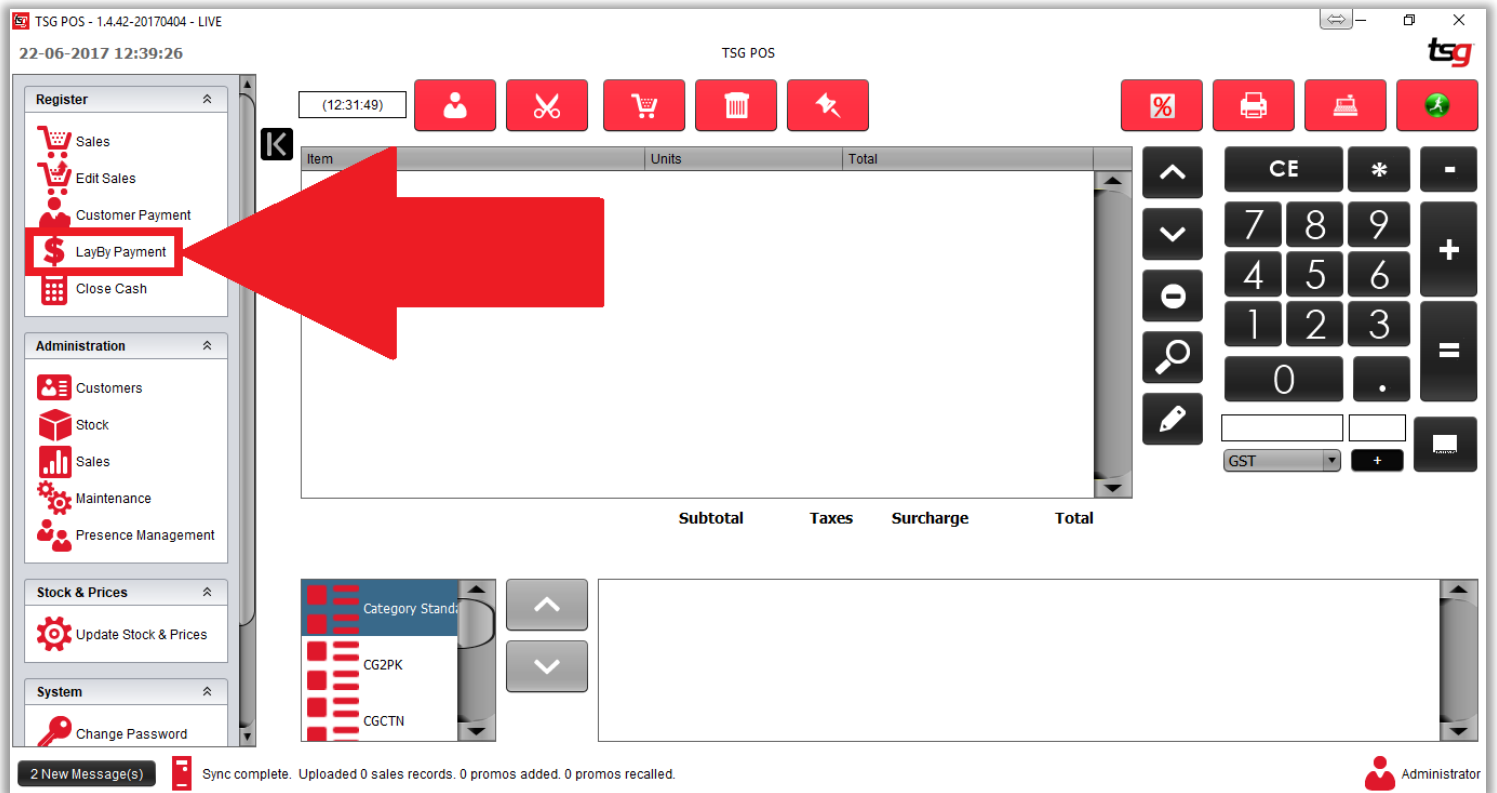 TSG POS - 1.4.42-20170404 - LIVE
22-06-2017 12:39:26
TSG POS
tsg
Register
Sales
Edit Sales
Customer Payment
LayBy Payment
Close Cash
Administration
Customers
Stock
Sales
Maintenance
Presence Management
Stock & Prices
Update Stock & Prices
System
Change Password
(12:31:49)
%
Item Units Total
CE * -
7 8 9 +
4 5 6
1 2 3 =
0 .
GST +
Subtotal Taxes Surcharge Total
Category Standa
CG2PK
CGCTN
2 New Message(s)
Sync complete. Uploaded 0 sales records. 0 promos added. 0 promos recalled.
Administrator